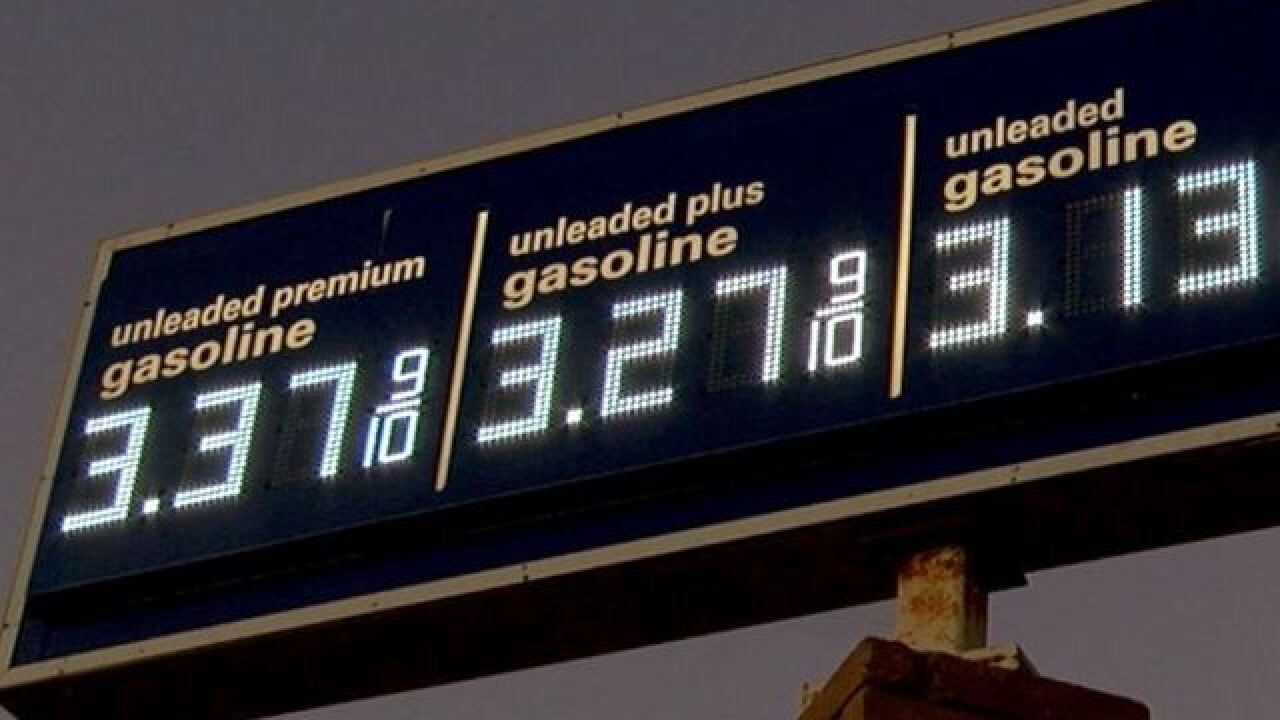 unleaded premium
gasoline
3.37 9/10
unleaded plus
gasoline
3.27 9/10
unleaded
gasoline
3.13